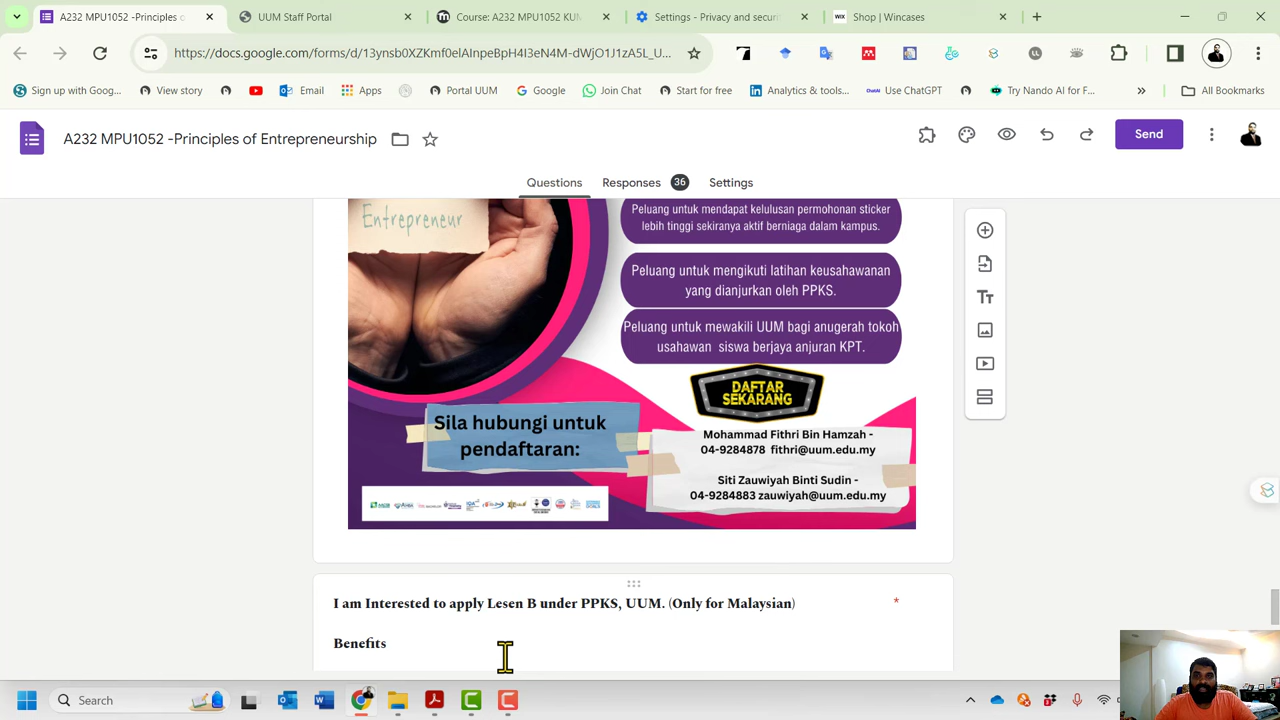 A232 MPU1052 -Principles of
UUM Staff Portal
Course: A232 MPU1052 KUM
Settings - Privacy and securi
WIX
Shop | Wincases
https://docs.google.com/forms/d/13ynsb0XZKmf0elAInpeBpH4I3eN4M-dWjO1J1zA5L_U...
Sign up with Goog...
View story
Email
Apps
Portal UUM
Google
Join Chat
Start for free
Analytics & tools...
ChatAI
Use ChatGPT
Try Nando AI for F...
All Bookmarks
A232 MPU1052 -Principles of Entrepreneurship
Send
Questions
Responses 36
Settings
Entrepreneur
Peluang untuk mendapat kelulusan permohonan sticker
lebih tinggi sekiranya aktif berniaga dalam kampus.
Peluang untuk mengikuti latihan keusahawanan
yang dianjurkan oleh PPKS.
Peluang untuk mewakili UUM bagi anugerah tokoh
usahawan siswa berjaya anjuran KPT.
DAFTAR
SEKARANG
Sila hubungi untuk
pendaftaran:
Mohammad Fithri Bin Hamzah -
04-9284878 fithri@uum.edu.my
Siti Zauwiyah Binti Sudin -
04-9284883 zauwiyah@uum.edu.my
I am Interested to apply Lesen B under PPKS, UUM. (Only for Malaysian) *
Benefits
Search